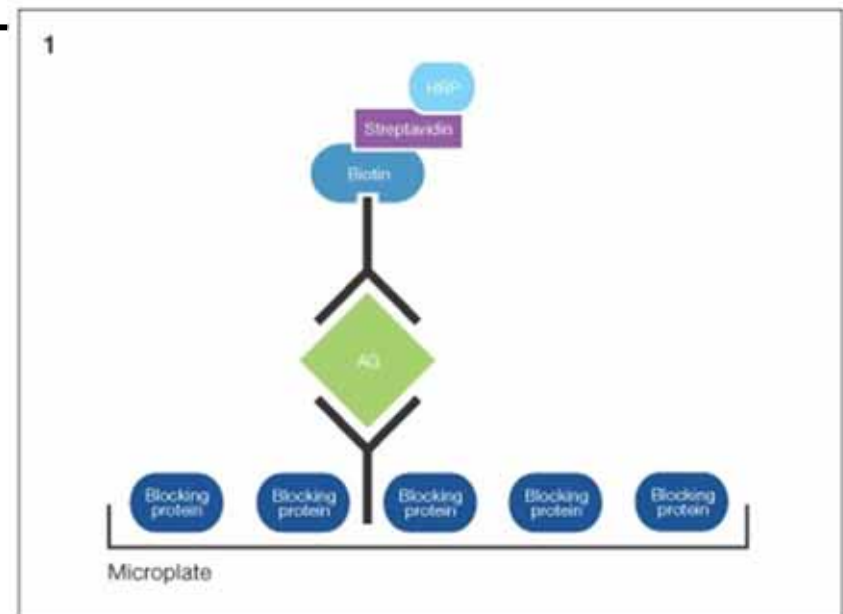 1
HRP
Streptavidin
Biotin
AG
Blocking
protein
Blocking
protein
Blocking
protein
Blocking
protein
Blocking
protein
Microplate